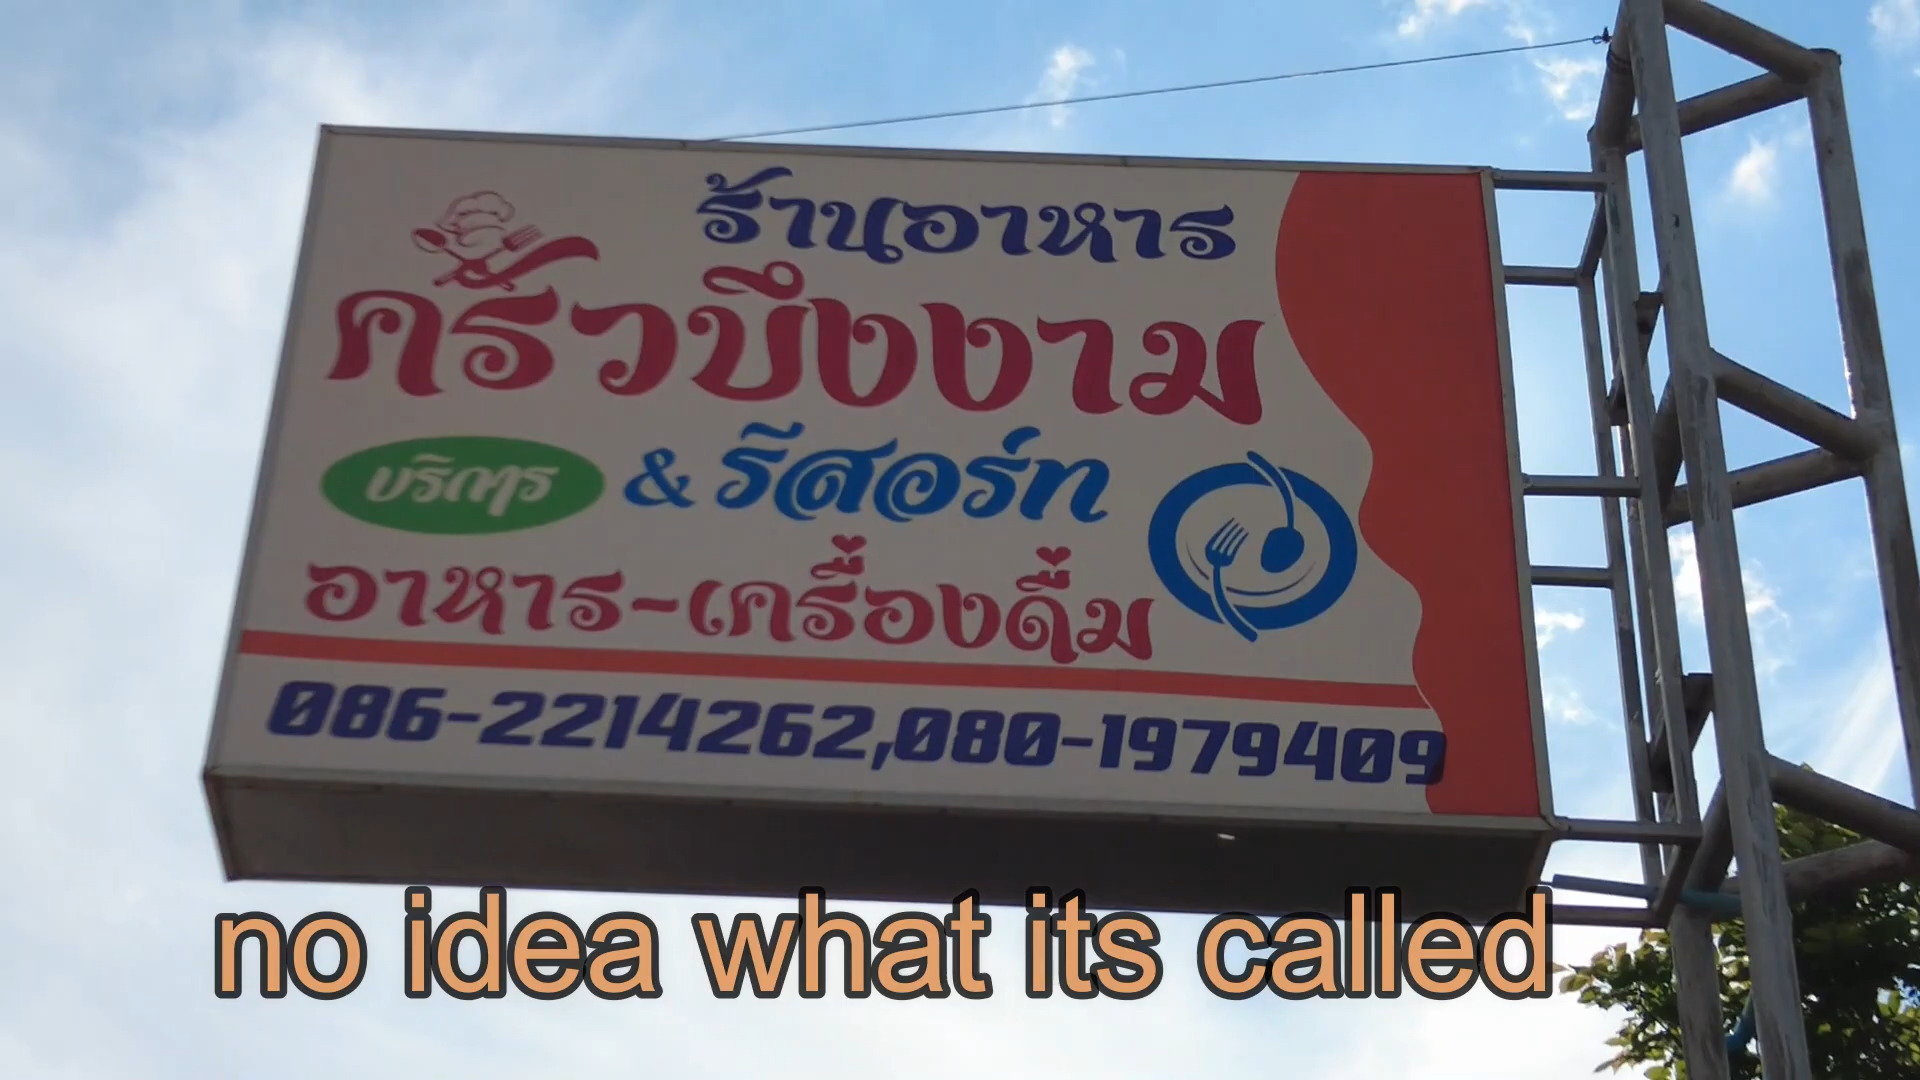 ร้านอาหาร
ครัวบึงงาม
บริการ & รีสอร์ท
อาหาร-เครื่องดื่ม
086-2214262,080-1979409
no idea what its called